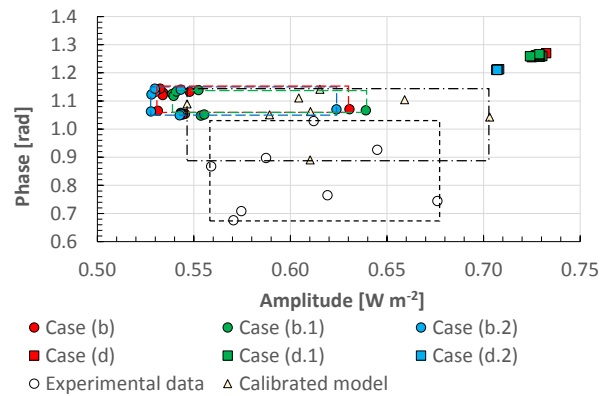 1.4
1.3
1.2
1.1
1.0
0.9
0.8
0.7
0.6
Phase [rad]
0.50 0.55 0.60 0.65 0.70 0.75
Amplitude [W m-2]
Case (b) Case (b.1) Case (b.2)
Case (d) Case (d.1) Case (d.2)
Experimental data Calibrated model